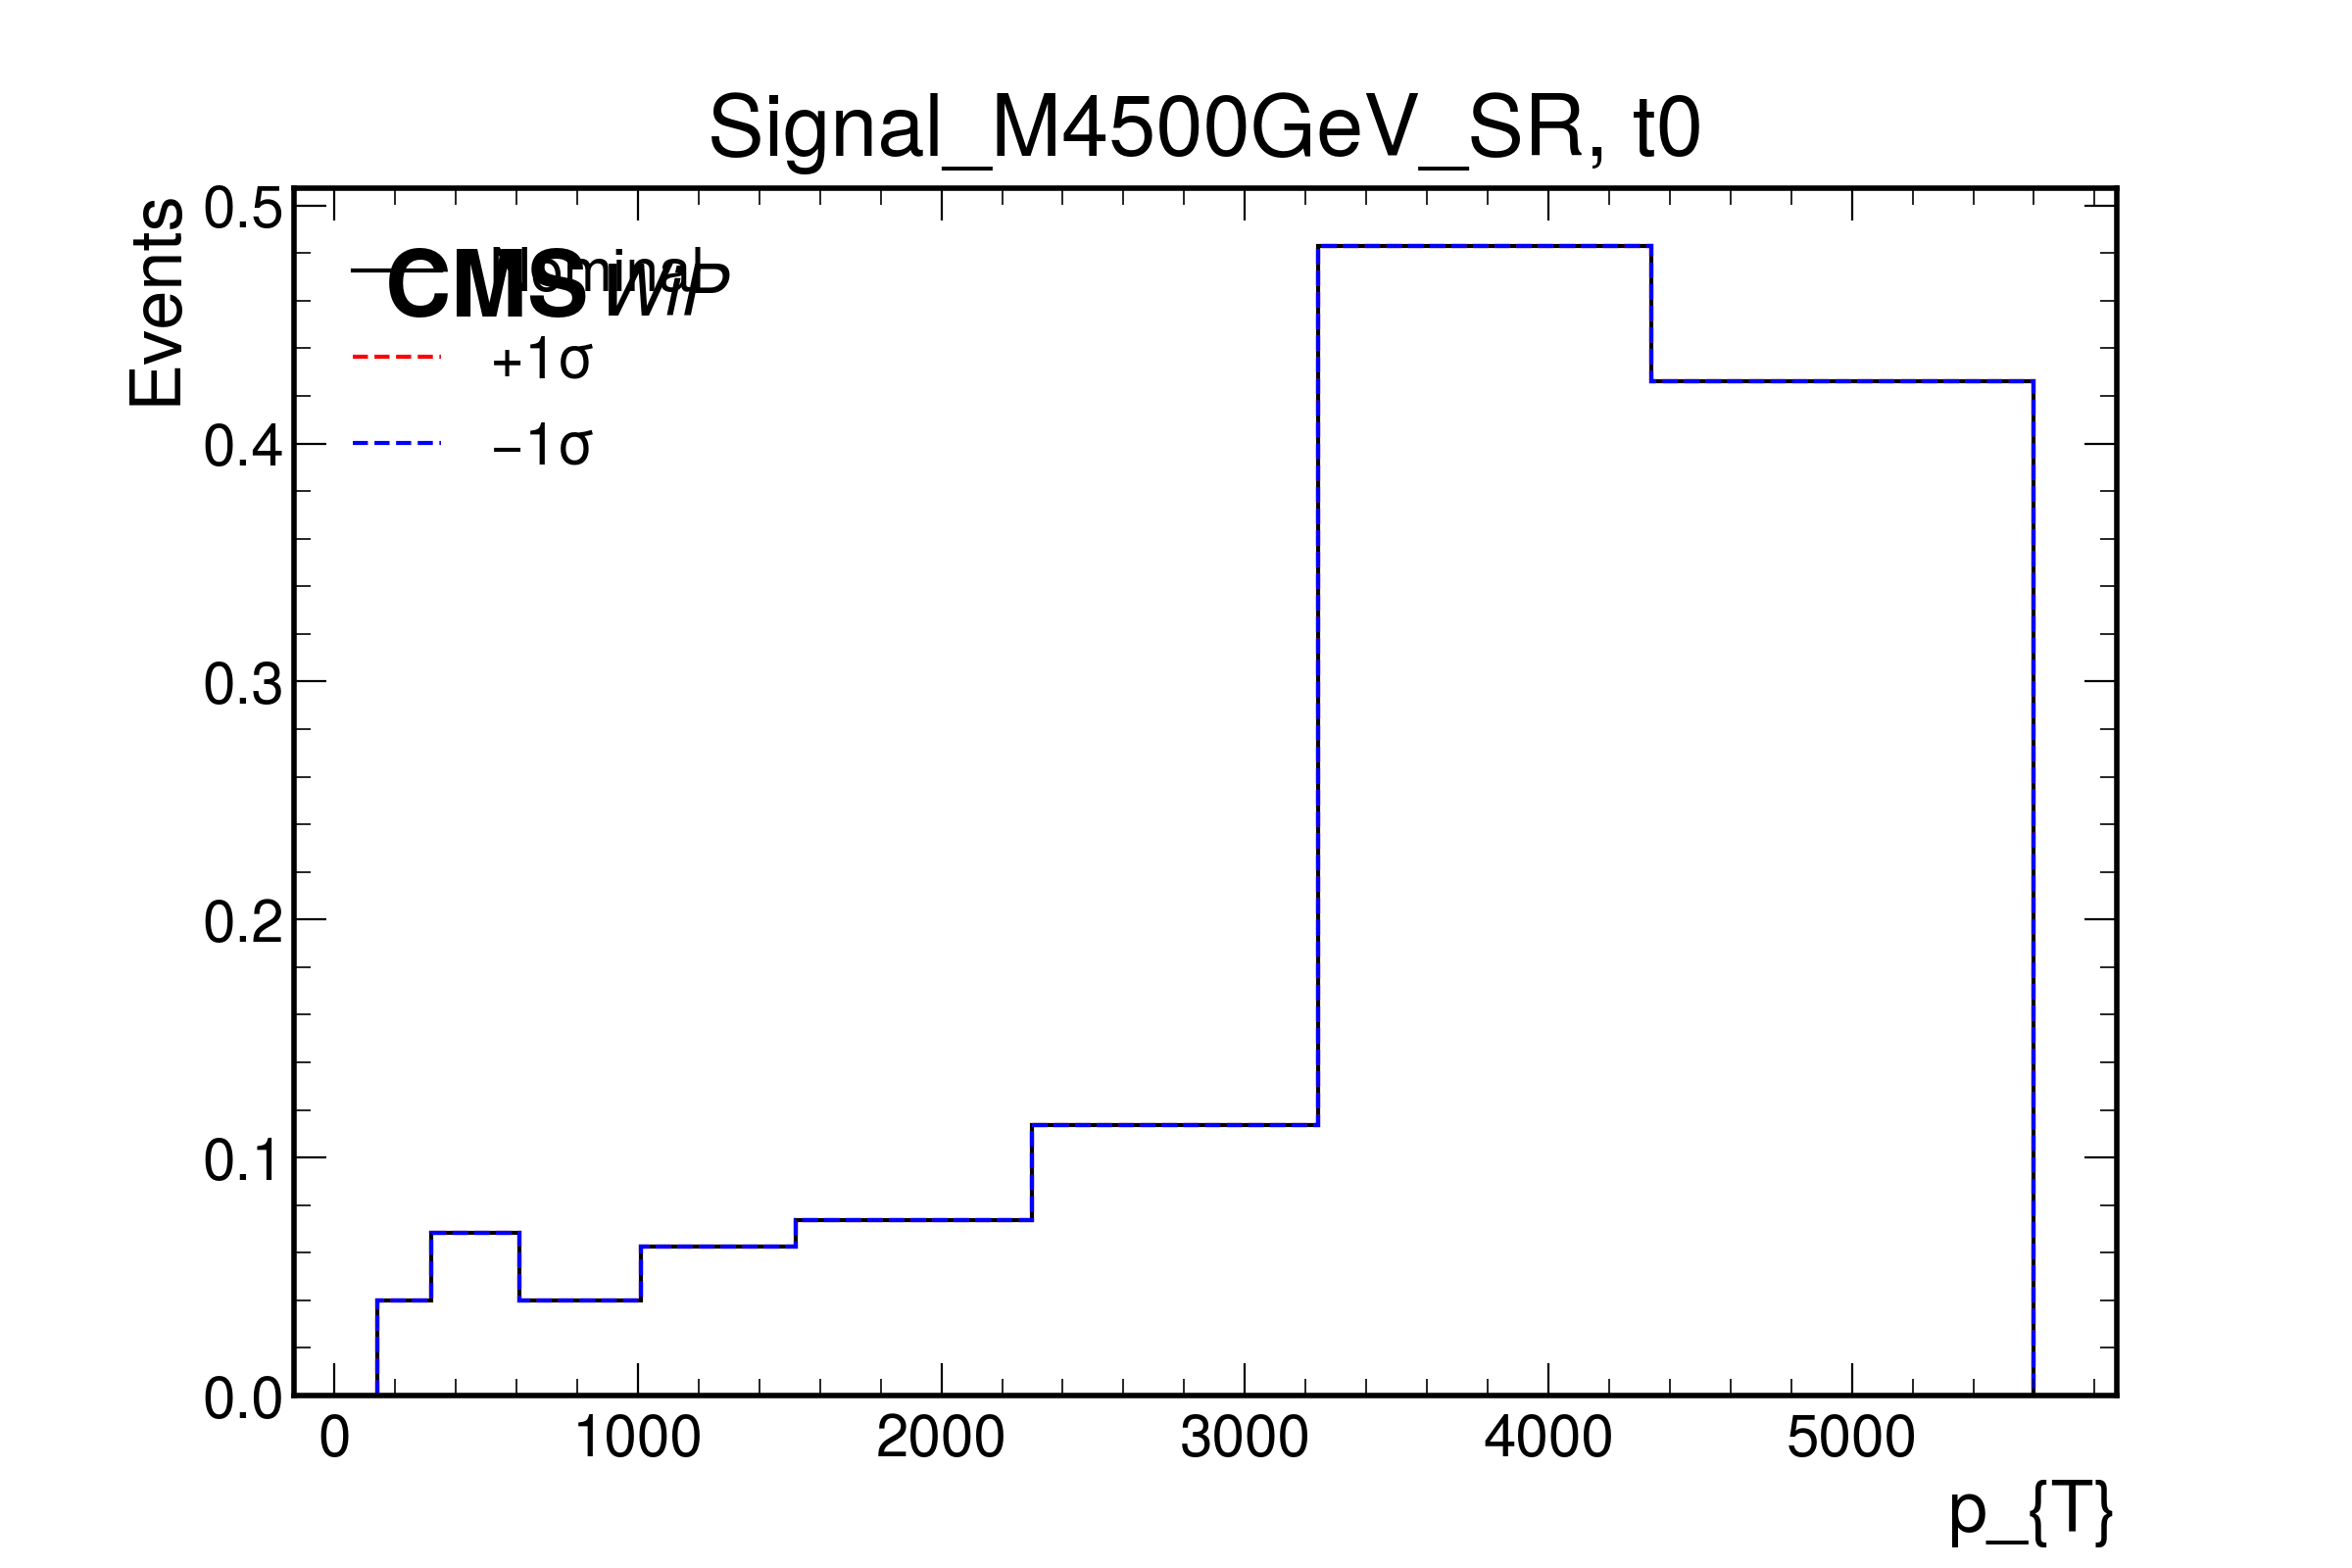 Signal_M4500GeV_SR, t0
Events
0.5
0.4
0.3
0.2
0.1
0.0
Nominal
CMS WiP
+1σ
−1σ
0 1000 2000 3000 4000 5000
p_{T}